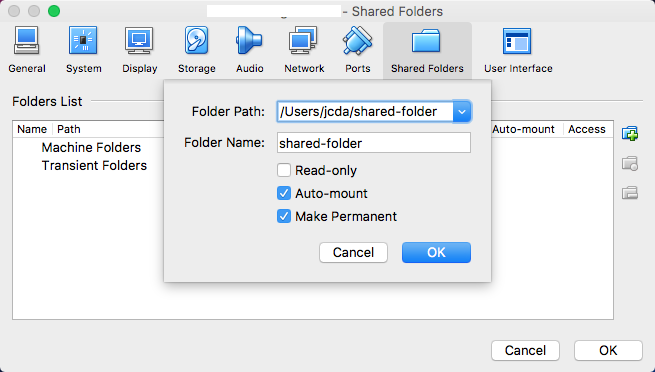 - Shared Folders
General System Display Storage Audio Network Ports Shared Folders User Interface
Folders List
Folder Path: /Users/jcda/shared-folder
Name Path Auto-mount Access
Folder Name: shared-folder
Machine Folders
Transient Folders
Read-only
Auto-mount
Make Permanent
Cancel OK
Cancel OK